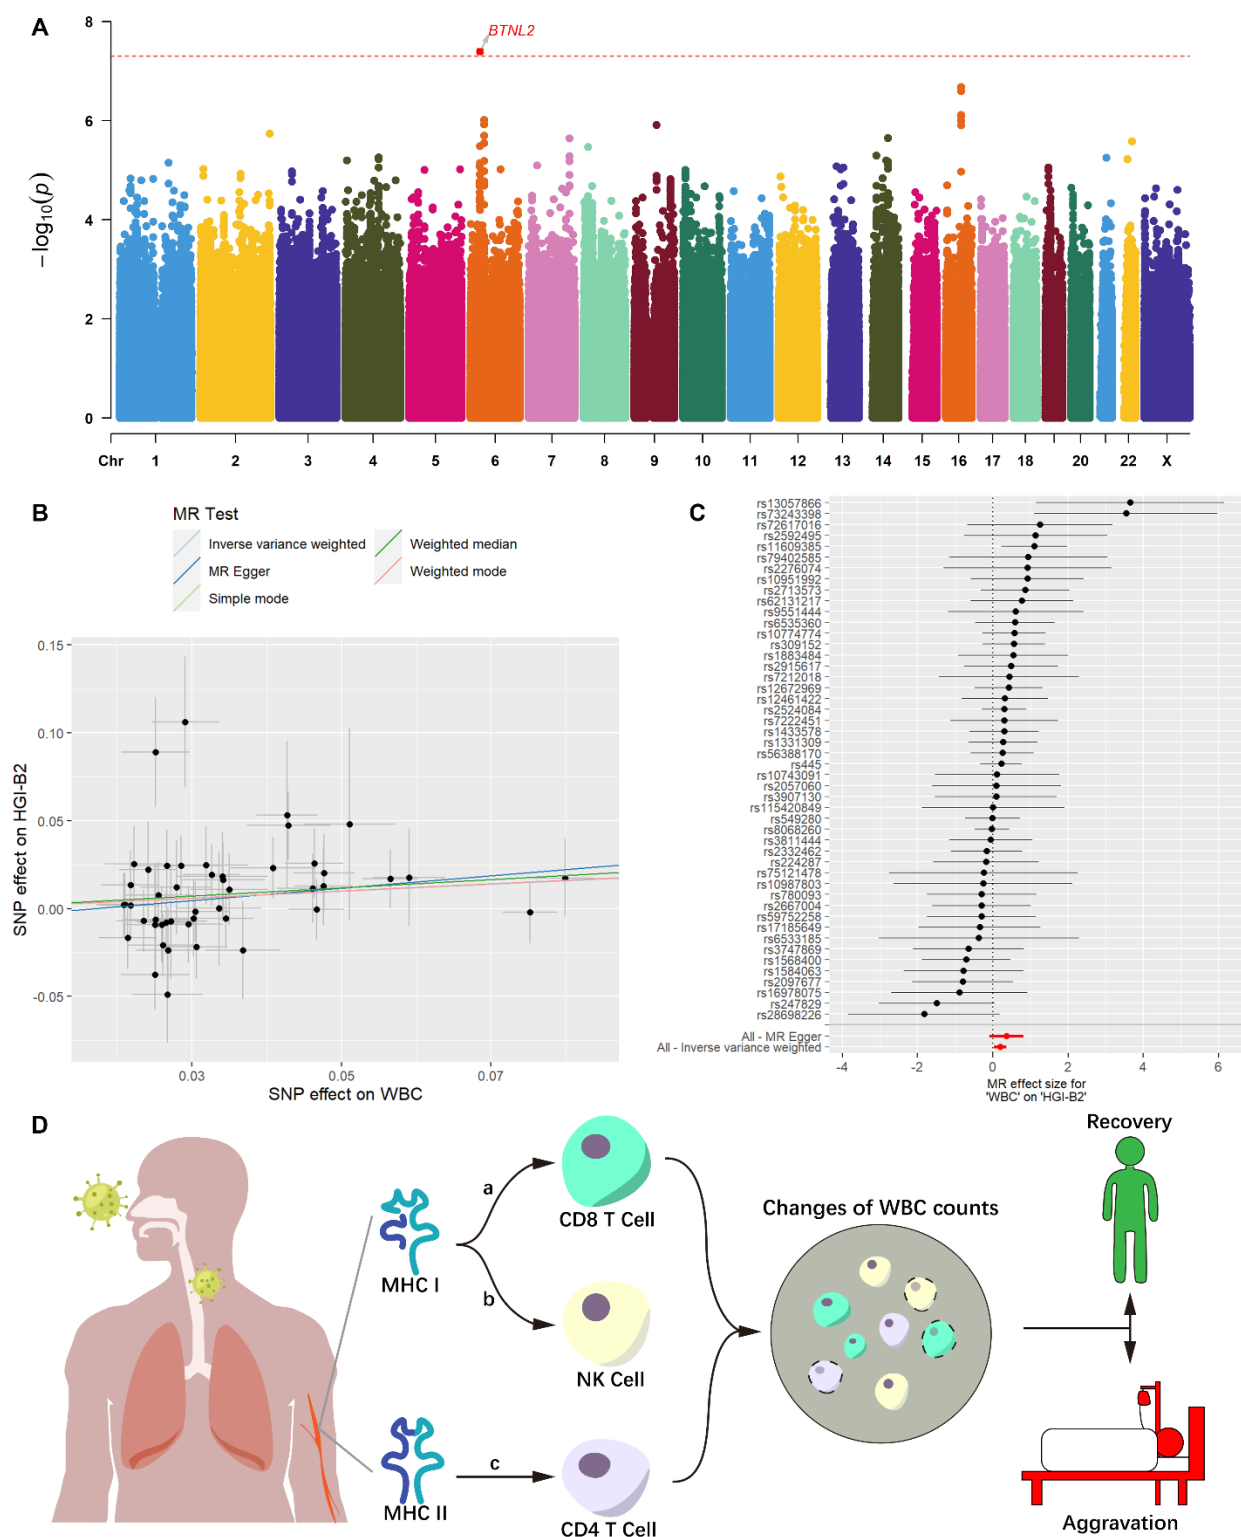 A
BTNL2
8
6
4
2
0
−log10(p)
Chr 1 2 3 4 5 6 7 8 9 10 11 12 13 14 15 16 17 18 20 22 X
B
MR Test
Inverse variance weighted
Weighted median
MR Egger
Weighted mode
Simple mode
0.15
0.10
0.05
0.00
-0.05
SNP effect on HGI-B2
0.03 0.05 0.07
SNP effect on WBC
C
rs13057866
rs73243398
rs72617016
rs2592495
rs11609385
rs79402585
rs2276074
rs10951992
rs2713573
rs62131217
rs9551444
rs6535360
rs10774774
rs309152
rs1883484
rs2915617
rs7212018
rs12672969
rs12461422
rs2524084
rs7222451
rs1433578
rs1331309
rs56388170
rs445
rs10743091
rs2057060
rs3907130
rs115420849
rs549280
rs8068260
rs3811444
rs2332462
rs224287
rs75121478
rs10987803
rs780093
rs2667004
rs59752258
rs17185649
rs6533185
rs3747869
rs1568400
rs1584063
rs2097677
rs16978075
rs247829
rs28698226
All - MR Egger
All - Inverse variance weighted
-4 -2 0 2 4 6
MR effect size for
'WBC' on 'HGI-B2'
D
MHC I
a
b
CD8 T Cell
NK Cell
MHC II
c
CD4 T Cell
Changes of WBC counts
Recovery
Aggravation